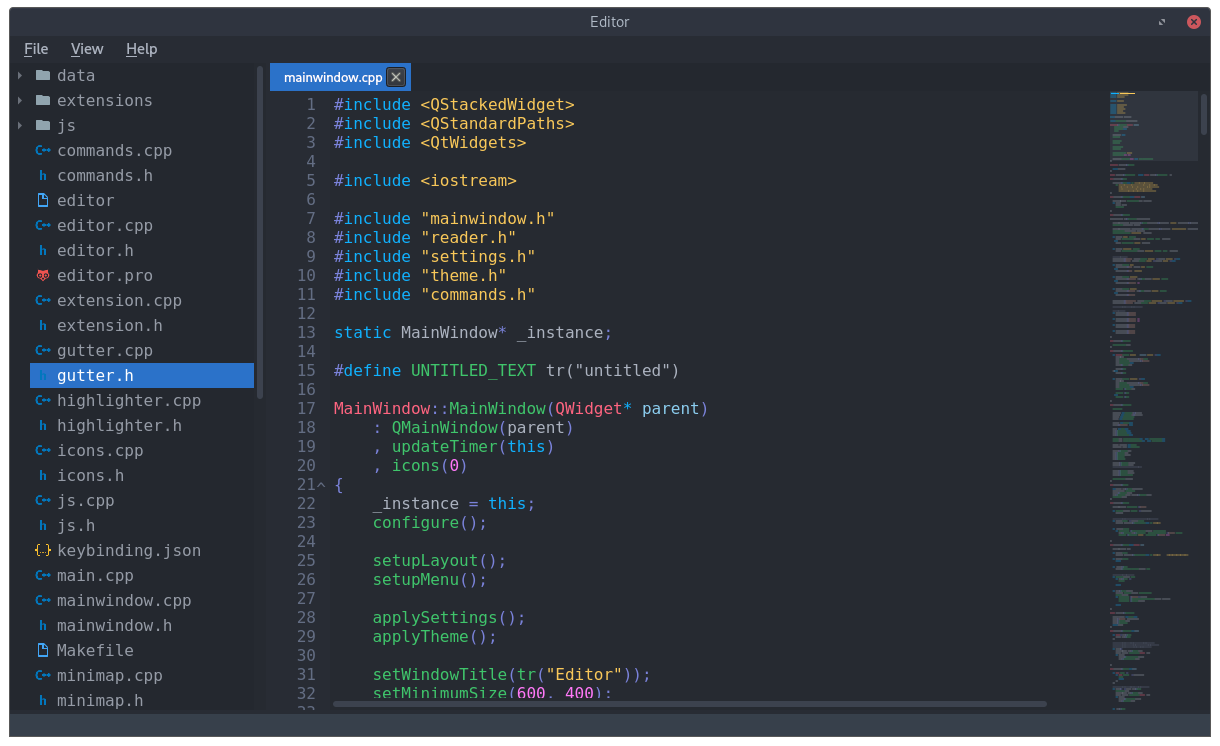 Editor
File View Help
data
extensions
js
commands.cpp
commands.h
editor
editor.cpp
editor.h
editor.pro
extension.cpp
extension.h
gutter.cpp
gutter.h
highlighter.cpp
highlighter.h
icons.cpp
icons.h
js.cpp
js.h
keybinding.json
main.cpp
mainwindow.cpp
mainwindow.h
Makefile
minimap.cpp
minimap.h
mainwindow.cpp
1 #include <QStackedWidget>
2 #include <QStandardPaths>
3 #include <QtWidgets>
4
5 #include <iostream>
6
7 #include "mainwindow.h"
8 #include "reader.h"
9 #include "settings.h"
10 #include "theme.h"
11 #include "commands.h"
12
13 static MainWindow* _instance;
14
15 #define UNTITLED_TEXT tr("untitled")
16
17 MainWindow::MainWindow(QWidget* parent)
18     : QMainWindow(parent)
19     , updateTimer(this)
20     , icons(0)
21 {
22     _instance = this;
23     configure();
24
25     setupLayout();
26     setupMenu();
27
28     applySettings();
29     applyTheme();
30
31     setWindowTitle(tr("Editor"));
32     setMinimumSize(600, 400);